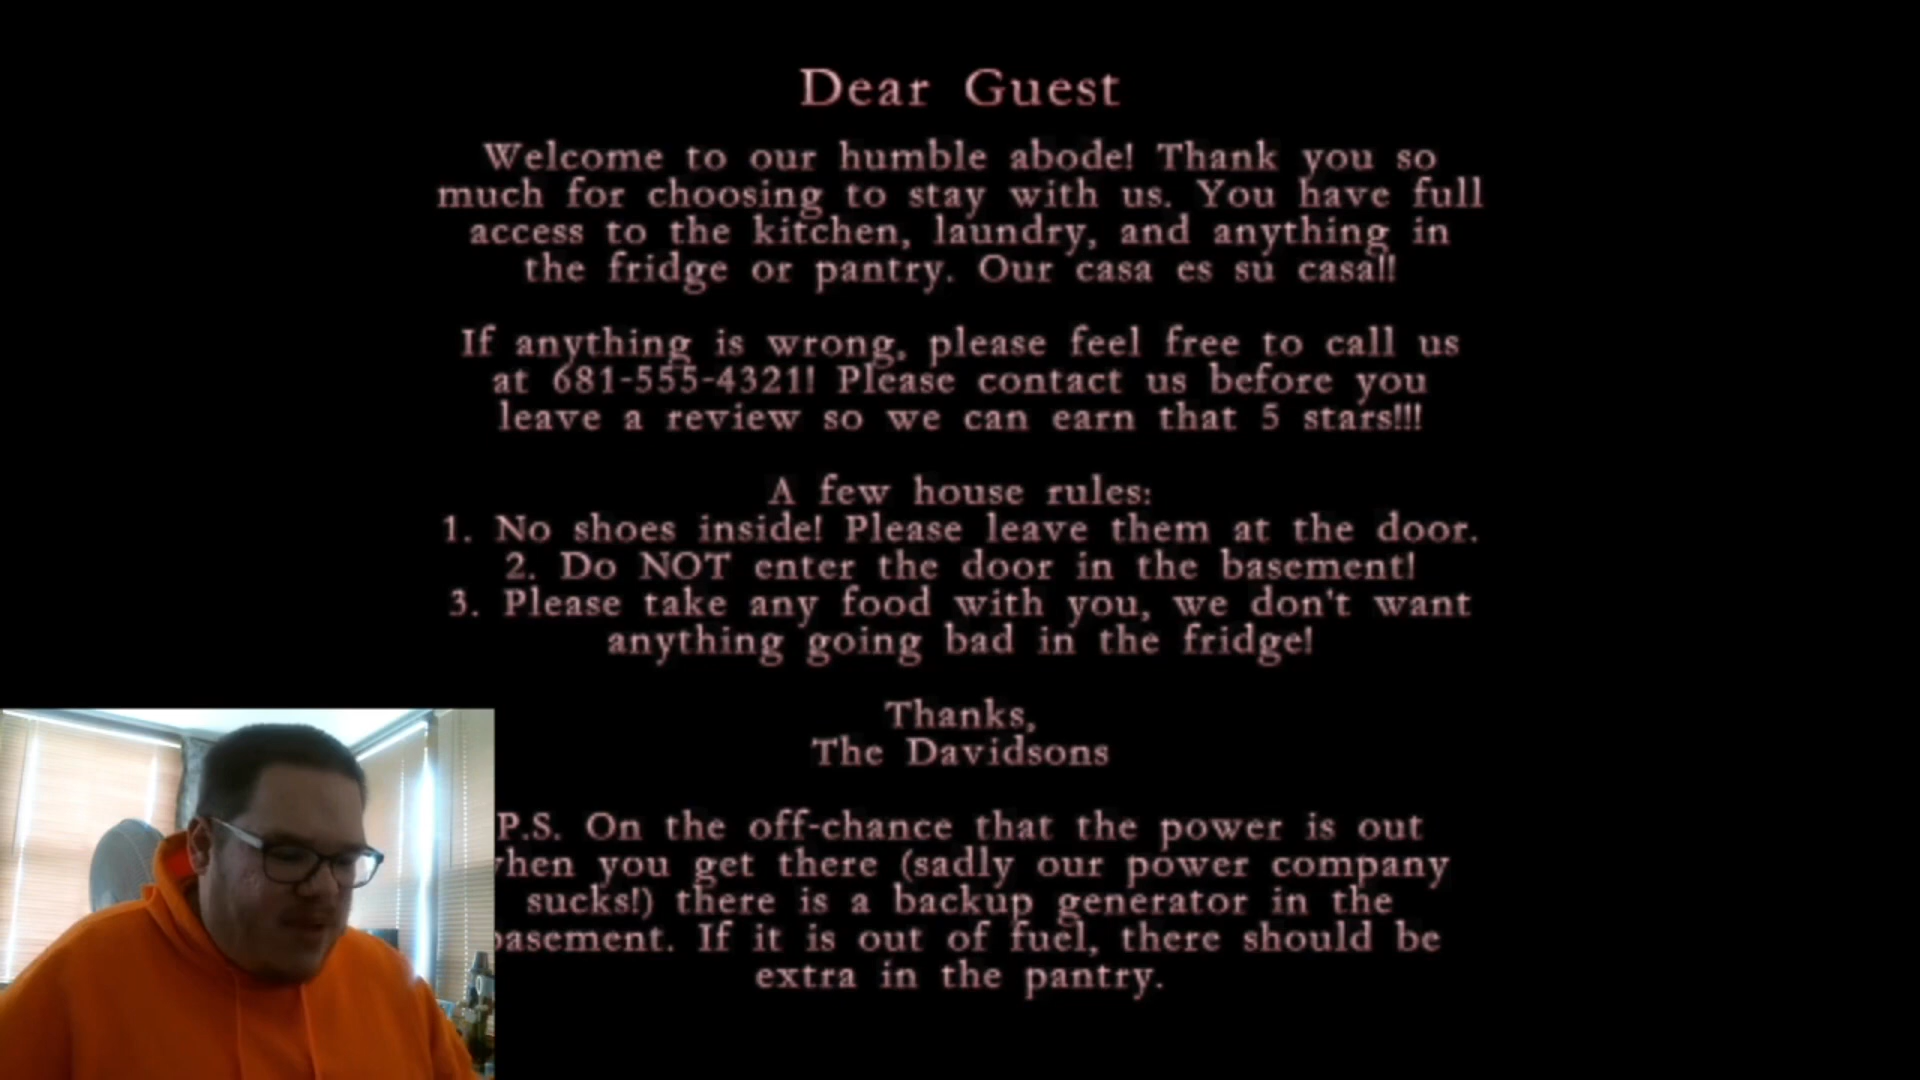 Dear Guest
Welcome to our humble abode! Thank you so
much for choosing to stay with us. You have full
access to the kitchen, laundry, and anything in
the fridge or pantry. Our casa es su casa!!
If anything is wrong, please feel free to call us
at 681-555-4321! Please contact us before you
leave a review so we can earn that 5 stars!!!
A few house rules:
1. No shoes inside! Please leave them at the door.
2. Do NOT enter the door in the basement!
3. Please take any food with you, we don't want
anything going bad in the fridge!
Thanks,
The Davidsons
P.S. On the off-chance that the power is out
hen you get there (sadly our power company
sucks!) there is a backup generator in the
asement. If it is out of fuel, there should be
extra in the pantry.